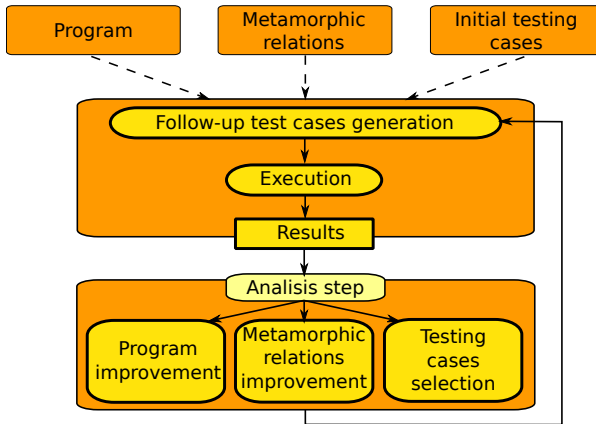 Program
Metamorphic
relations
Initial testing
cases
Follow-up test cases generation
Execution
Results
Analisis step
Program
improvement
Metamorphic
relations
improvement
Testing
cases
selection